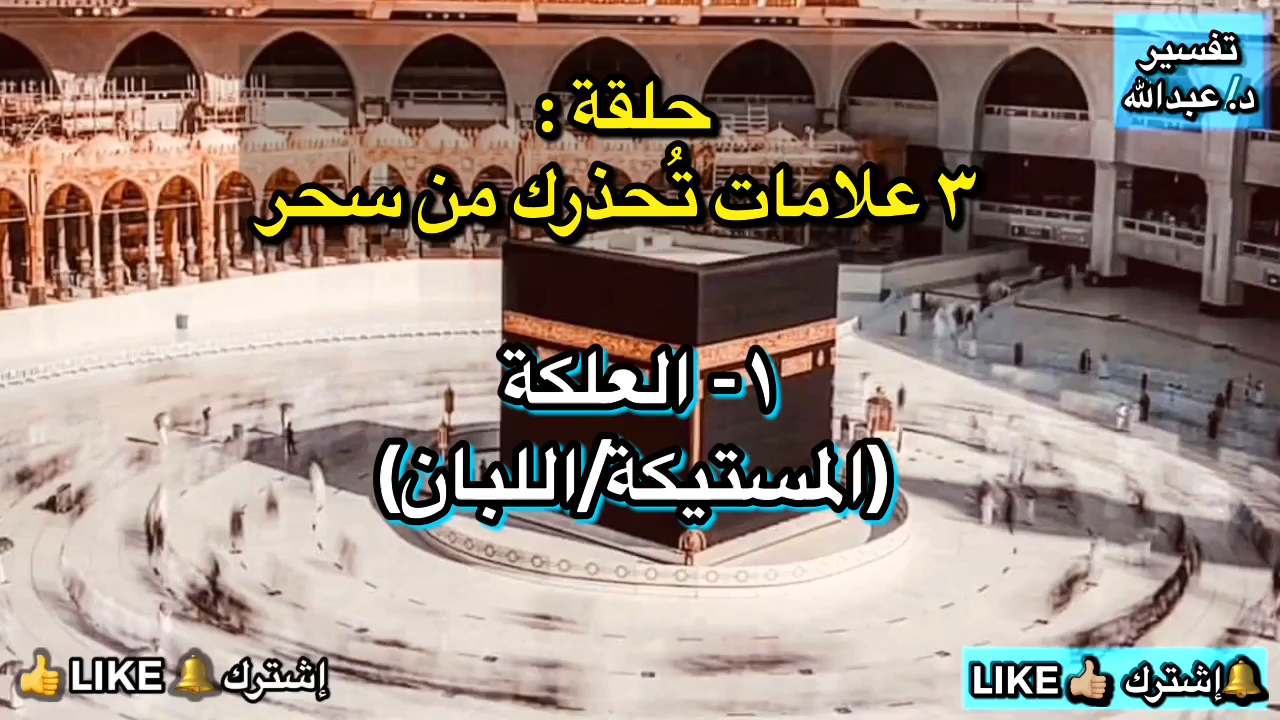 تفسير
د/ عبدالله
حلقة :
٣ علامات تُحذرك من سحر
١- العلكة
(المستيكة/اللبان)
👍LIKE🔔إشترك
LIKE👍🏼إشترك🔔